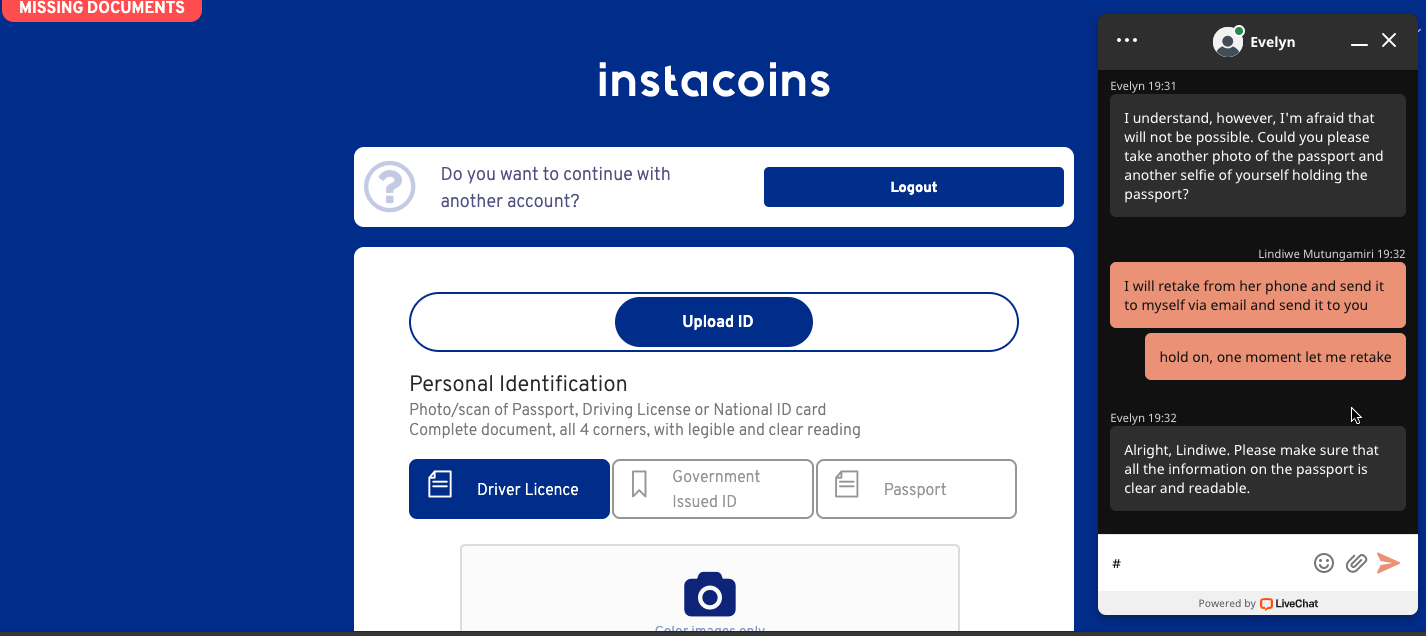 MISSING DOCUMENTS
instacoins
Do you want to continue with
another account?
Logout
Upload ID
Personal Identification
Photo/scan of Passport, Driving License or National ID card
Complete document, all 4 corners, with legible and clear reading
Driver Licence
Government
Issued ID
Passport
Color images only
Evelyn
Evelyn 19:31
I understand, however, I'm afraid that
will not be possible. Could you please
take another photo of the passport and
another selfie of yourself holding the
passport?
Lindiwe Mutungamiri 19:32
I will retake from her phone and send it
to myself via email and send it to you
hold on, one moment let me retake
Evelyn 19:32
Alright, Lindiwe. Please make sure that
all the information on the passport is
clear and readable.
#
Powered by LiveChat